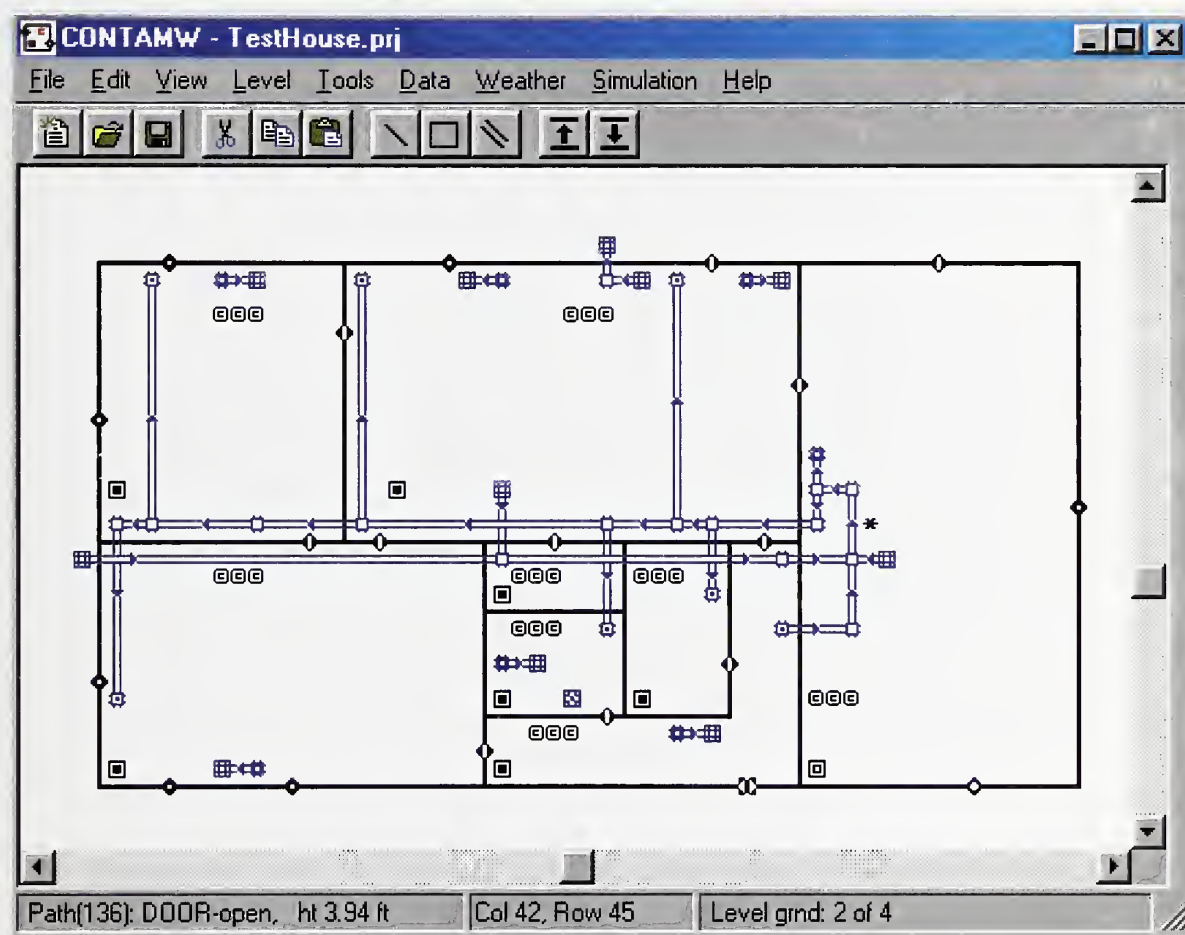 CONTAMW - TestHouse.prj
File Edit View Level Tools Data Weather Simulation Help
C C C C C C
C C C C C C C C C
C C C
C C C
C C C
Path(136): DOOR-open, ht 3.94 ft Col 42, Row 45 Level grnd: 2 of 4